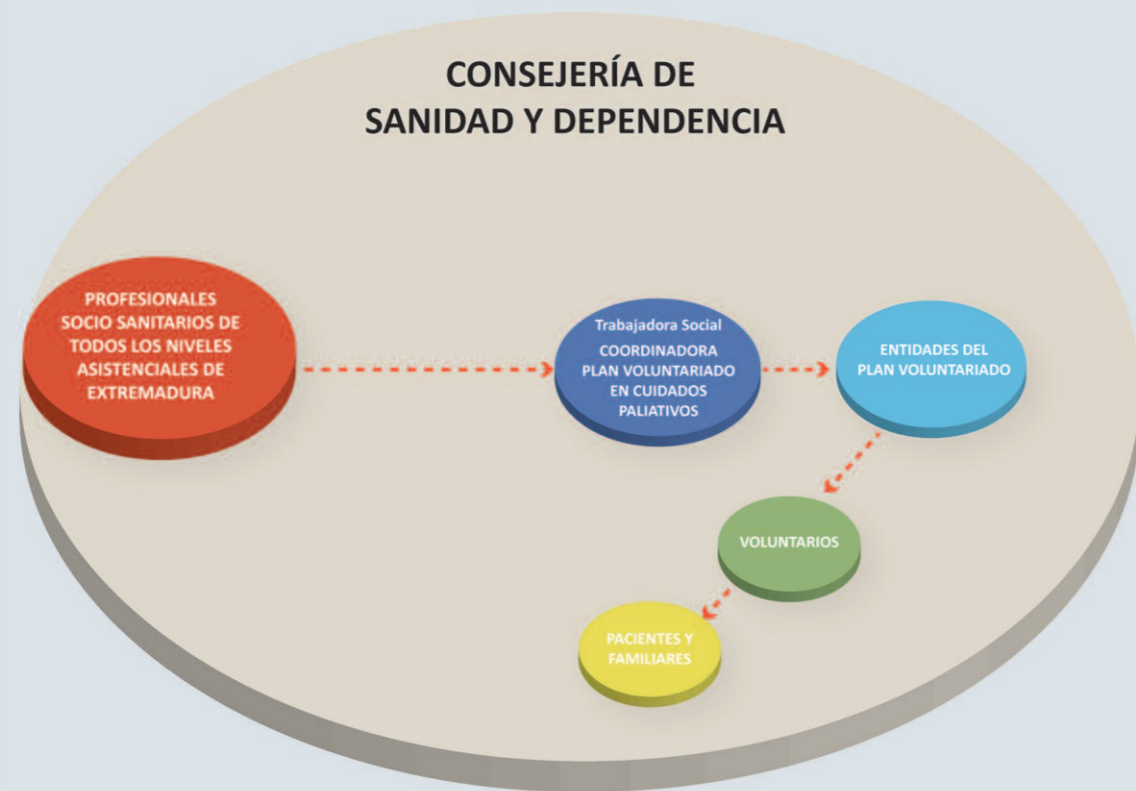 CONSEJERÍA DE
SANIDAD Y DEPENDENCIA
PROFESIONALES
SOCIO SANITARIOS DE
TODOS LOS NIVELES
ASISTENCIALES DE
EXTREMADURA
Trabajadora Social
COORDINADORA
PLAN VOLUNTARIADO
EN CUIDADOS
PALIATIVOS
ENTIDADES DEL
PLAN VOLUNTARIADO
VOLUNTARIOS
PACIENTES Y
FAMILIARES